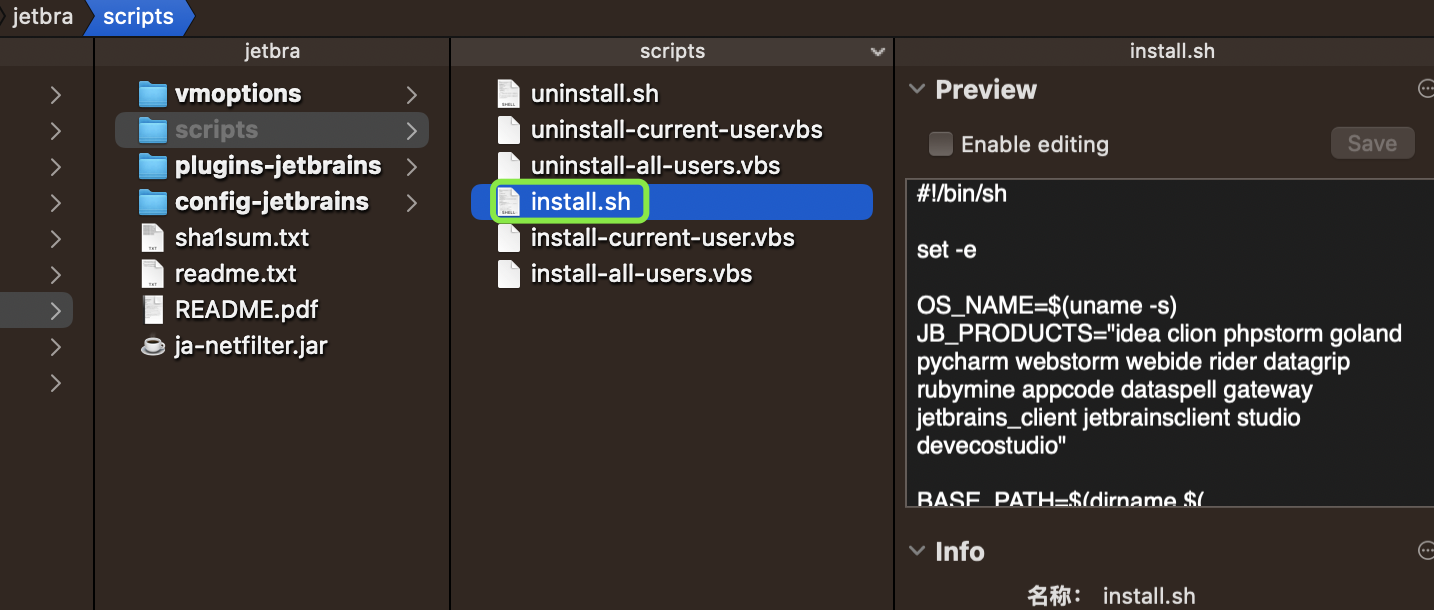 jetbra
scripts
jetbra
scripts
install.sh
vmoptions
scripts
plugins-jetbrains
config-jetbrains
sha1sum.txt
readme.txt
README.pdf
ja-netfilter.jar
uninstall.sh
uninstall-current-user.vbs
uninstall-all-users.vbs
install.sh
install-current-user.vbs
install-all-users.vbs
Preview
Enable editing
Save
#!/bin/sh
set -e
OS_NAME=$(uname -s)
JB_PRODUCTS="idea clion phpstorm goland
pycharm webstorm webide rider datagrip
rubymine appcode dataspell gateway
jetbrains_client jetbrainsclient studio
devecostudio"
BASE_PATH=$(dirname $(
Info
名称： install.sh